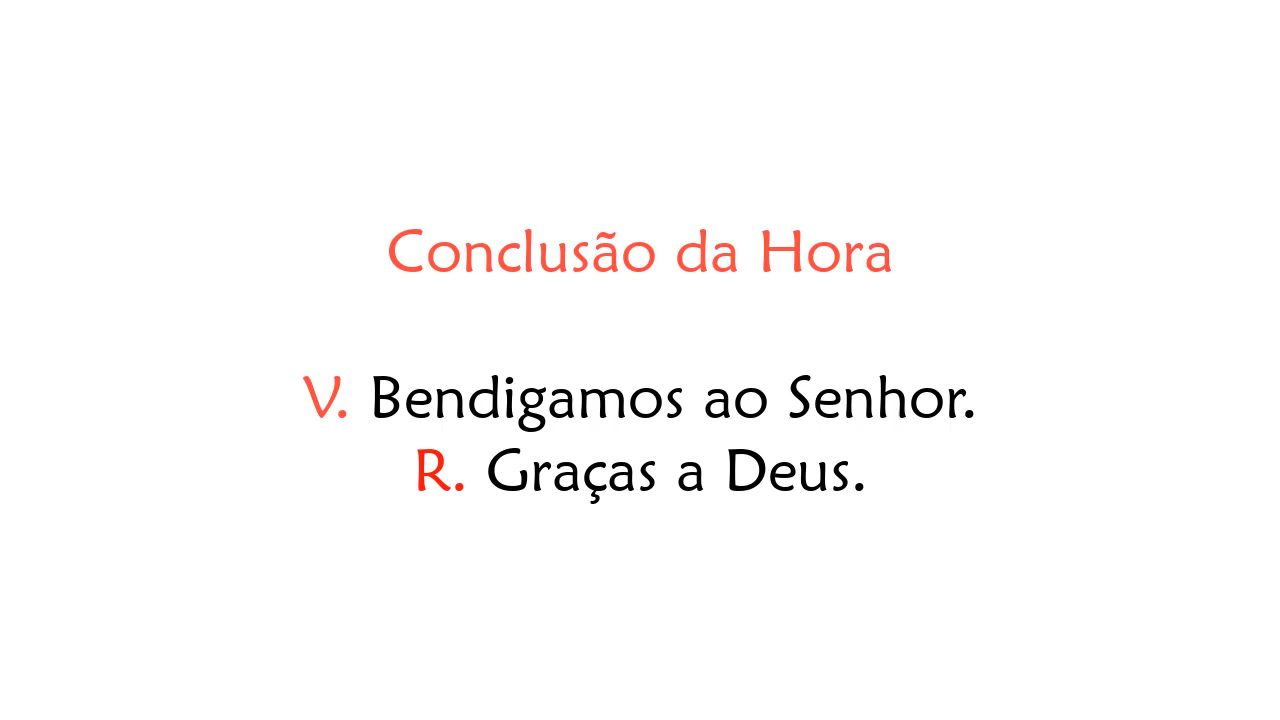 Conclusão da Hora
V. Bendigamos ao Senhor.
R. Graças a Deus.